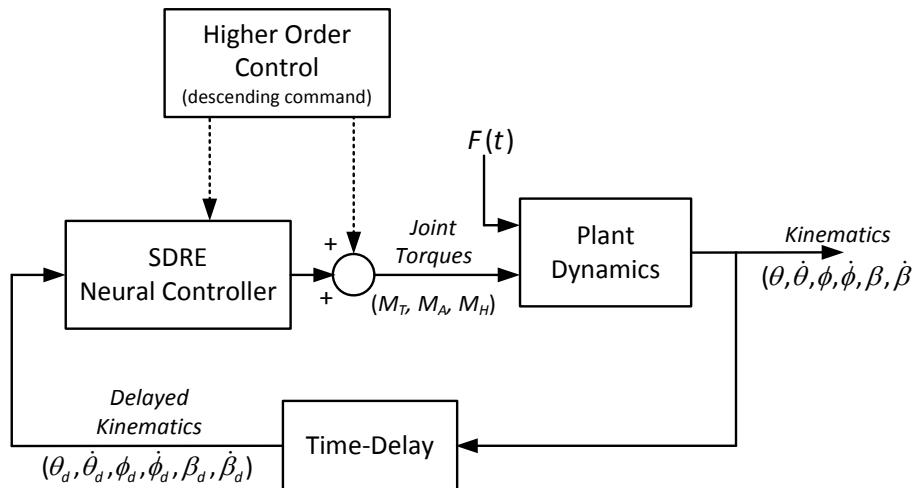 Higher Order
Control
(descending command)
F(t)
SDRE
Neural Controller
+
+
Joint
Torques
(M_T, M_A, M_H)
Plant
Dynamics
Kinematics
(θ, θ̇, ϕ, ϕ̇, β, β̇
Delayed
Kinematics
(θ_d, θ̇_d, ϕ_d, ϕ̇_d, β_d, β̇_d)
Time-Delay